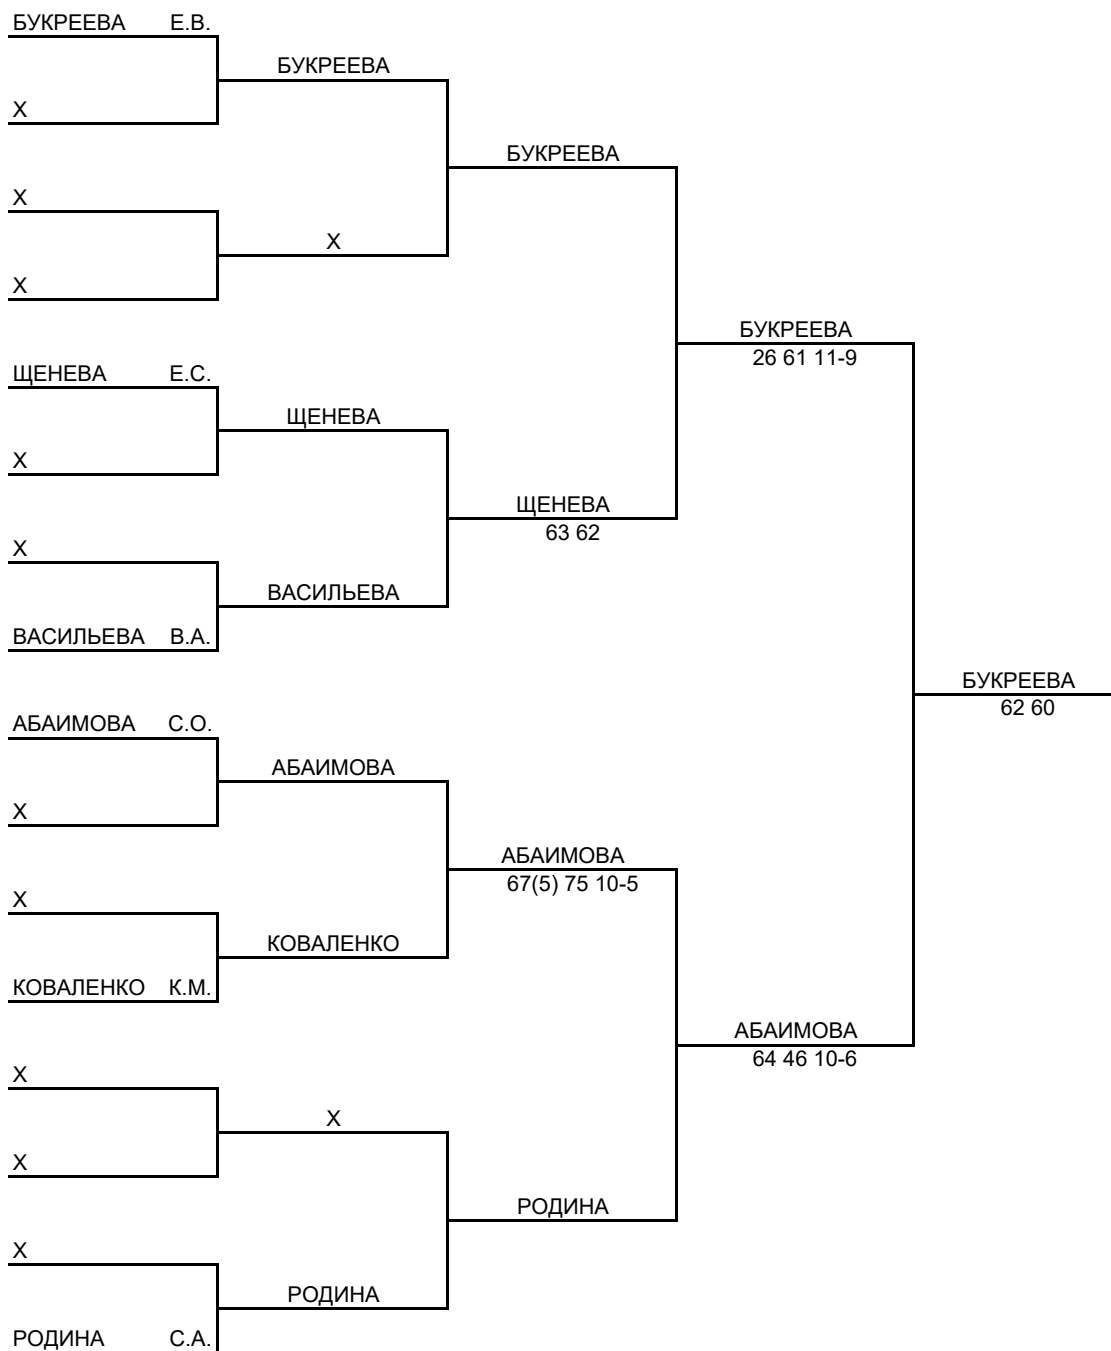 БУКРЕЕВА Е.В.
БУКРЕЕВА
X
БУКРЕЕВА
X
X
X
БУКРЕЕВА
26 61 11-9
ЩЕНЕВА Е.С.
ЩЕНЕВА
X
ЩЕНЕВА
63 62
X
ВАСИЛЬЕВА
ВАСИЛЬЕВА В.А.
БУКРЕЕВА
62 60
АБАИМОВА С.О.
АБАИМОВА
X
АБАИМОВА
67(5) 75 10-5
X
КОВАЛЕНКО
КОВАЛЕНКО К.М.
АБАИМОВА
64 46 10-6
X
X
X
РОДИНА
X
РОДИНА
РОДИНА С.А.